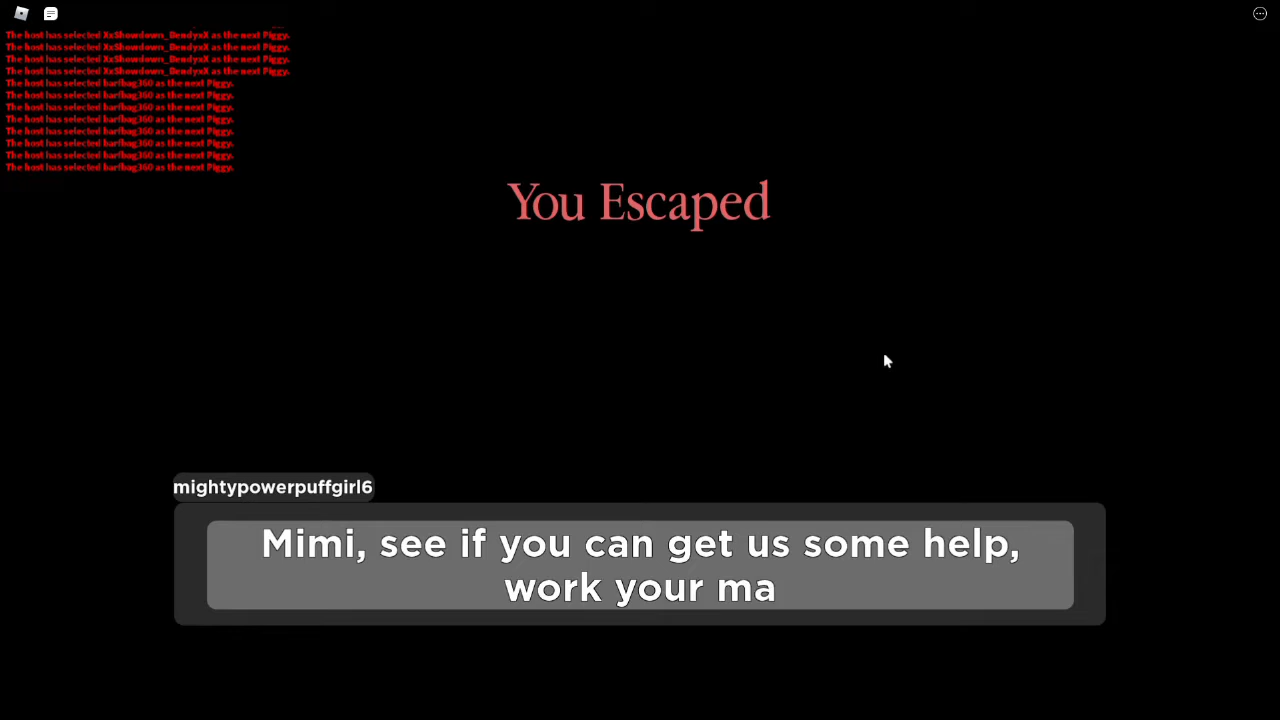 The host has selected XxShowdown_BendyxX as the next Piggy.
The host has selected XxShowdown_BendyxX as the next Piggy.
The host has selected XxShowdown_BendyxX as the next Piggy.
The host has selected XxShowdown_BendyxX as the next Piggy.
The host has selected barfbag360 as the next Piggy.
The host has selected barfbag360 as the next Piggy.
The host has selected barfbag360 as the next Piggy.
The host has selected barfbag360 as the next Piggy.
The host has selected barfbag360 as the next Piggy.
The host has selected barfbag360 as the next Piggy.
The host has selected barfbag360 as the next Piggy.
The host has selected barfbag360 as the next Piggy.
You Escaped
mightypowerpuffgirl6
Mimi, see if you can get us some help,
work your ma